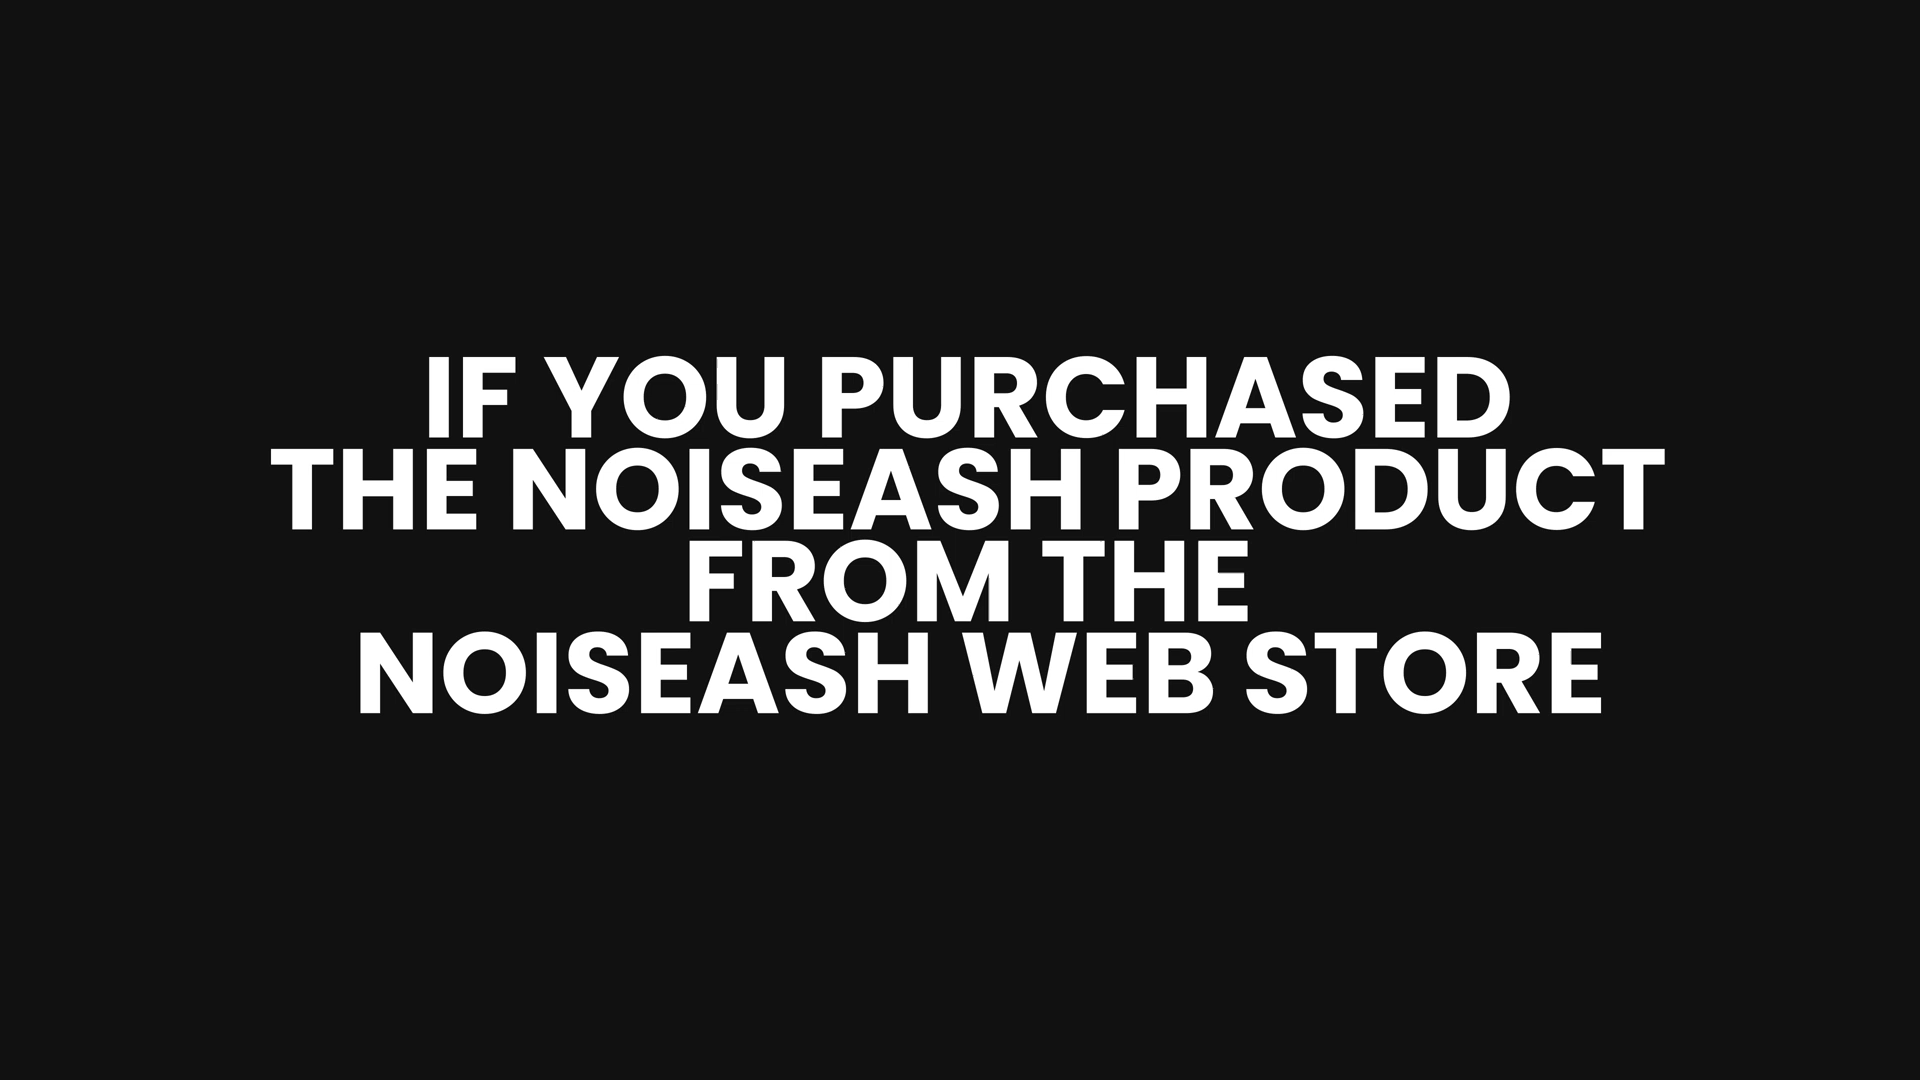 IF YOU PURCHASED
THE NOISEASH PRODUCT
FROM THE
NOISEASH WEB STORE